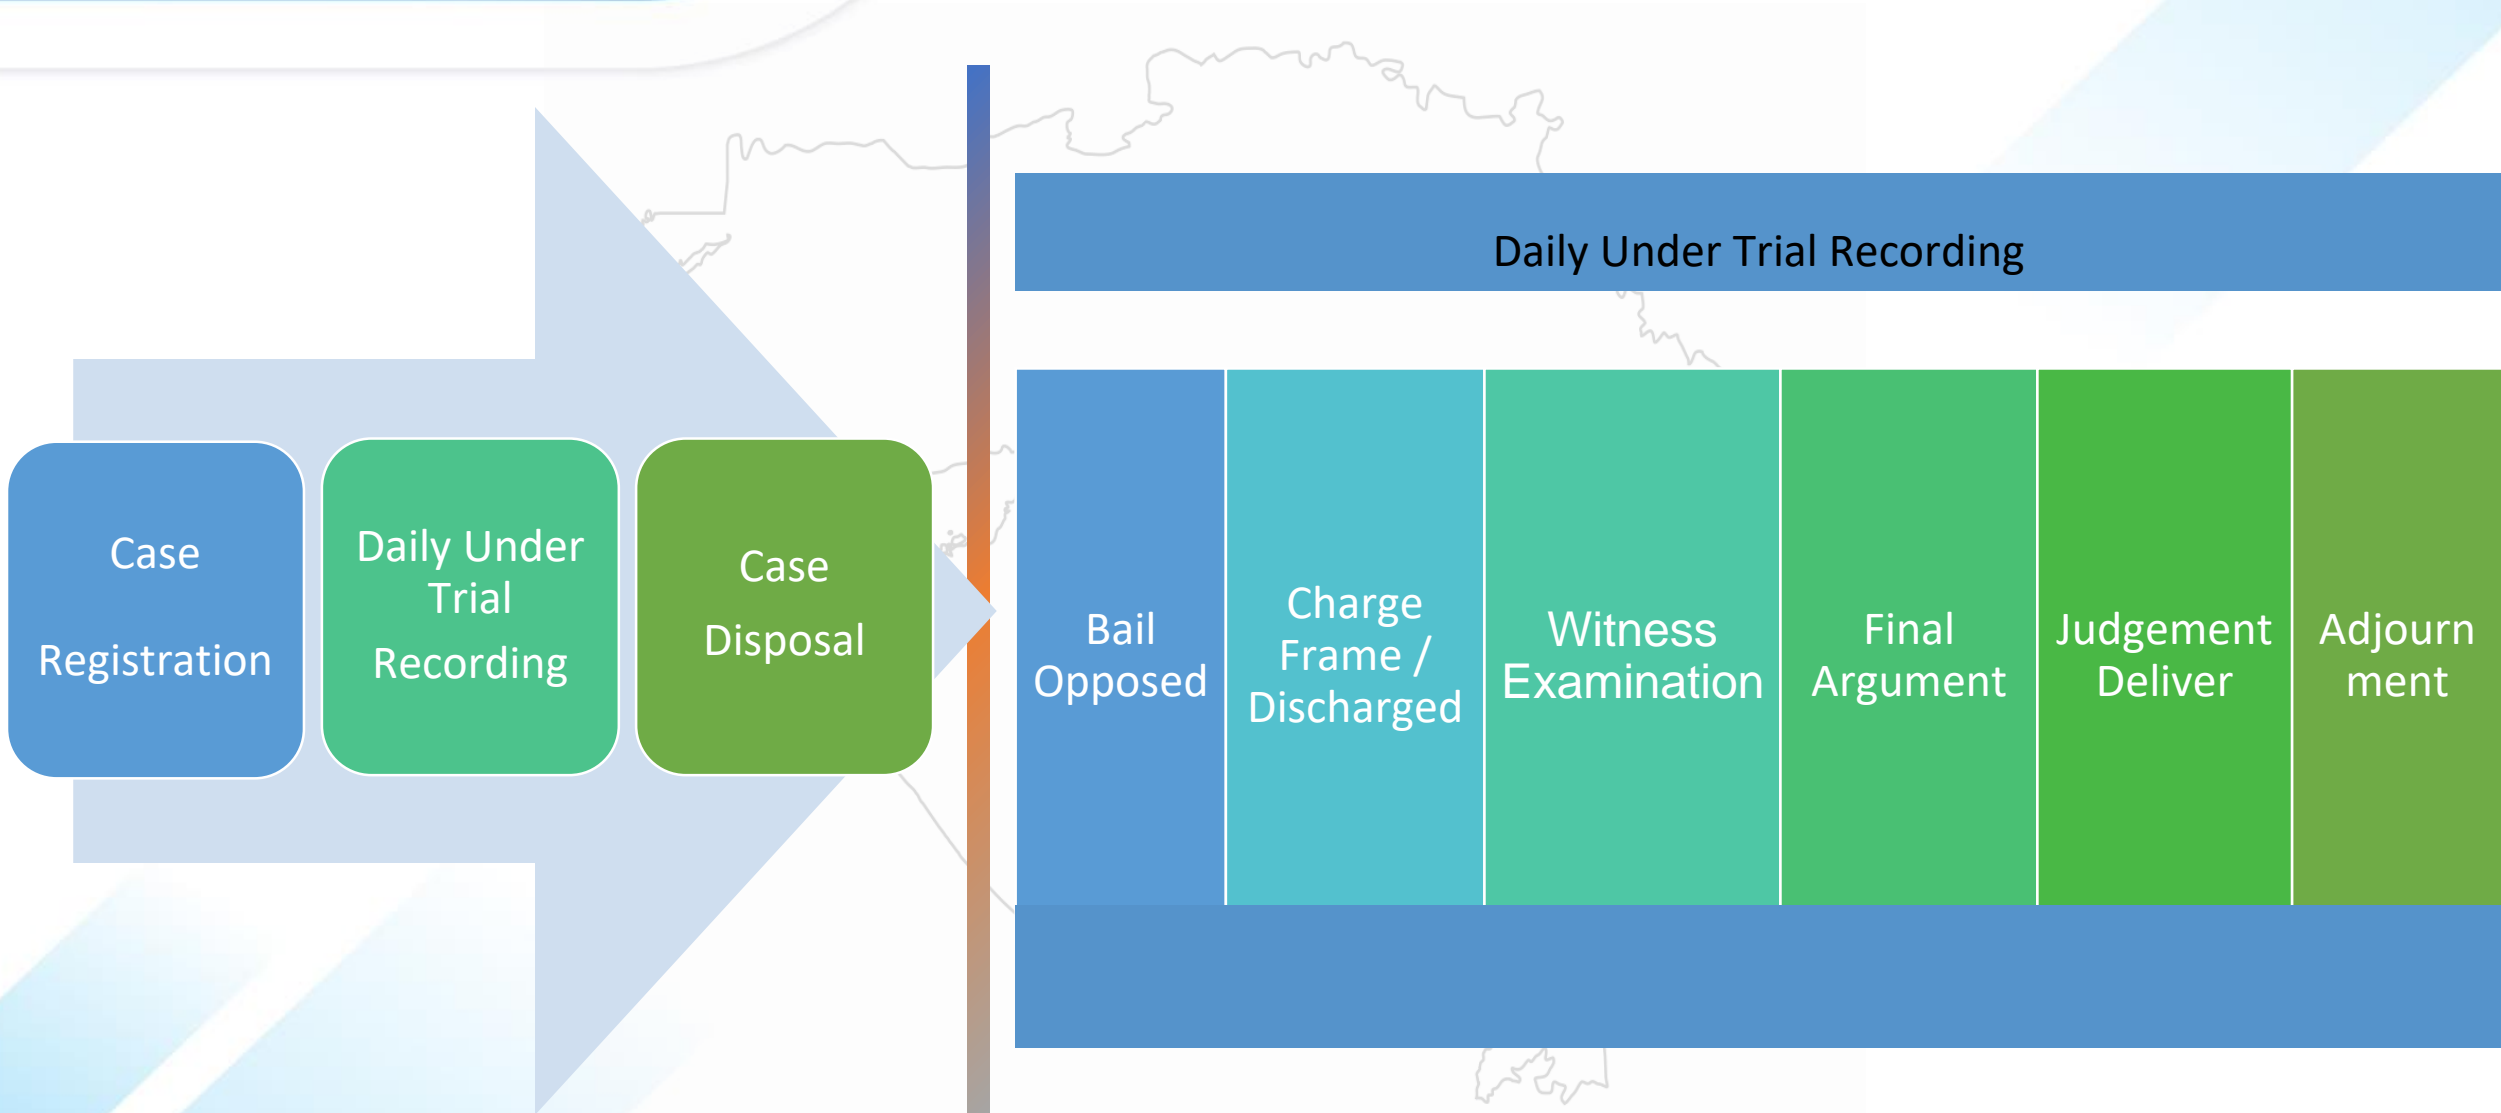 Case
Registration
Daily Under
Trial
Recording
Case
Disposal
Daily Under Trial Recording
Bail
Opposed
Charge
Frame /
Discharged
Witness
Examination
Final
Argument
Judgement
Deliver
Adjourn
ment